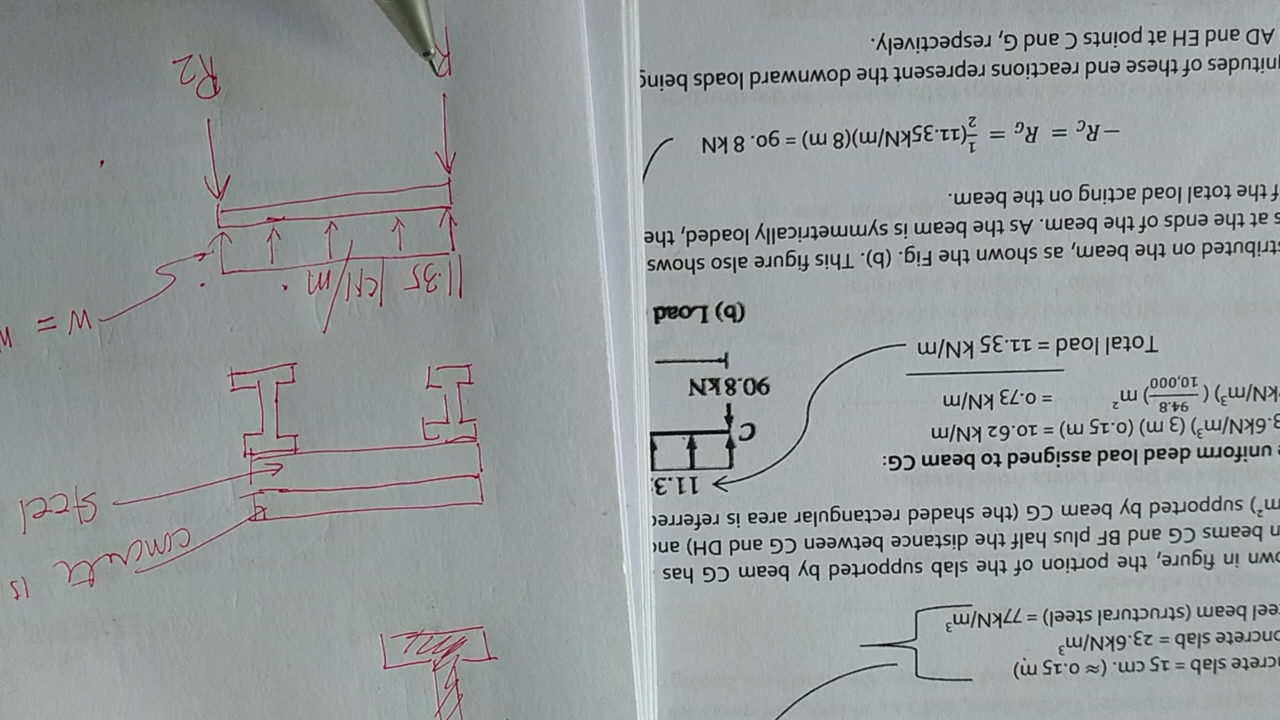 crete slab = 15 cm. (≈ 0.15 m)
oncrete slab = 23.6kN/m³
eel beam (structural steel) = 77kN/m³
own in figure, the portion of the slab supported by beam CG has
n beams CG and BF plus half the distance between CG and DH) and
m²) supported by beam CG (the shaded rectangular area is referred
e uniform dead load assigned to beam CG:
3.6kN/m³) (3 m) (0.15 m) = 10.62 kN/m
kN/m³) (94.8/10,000) m² = 0.73 kN/m
Total load = 11.35 kN/m
11.3
C
90.8 kN
(b) Load
stributed on the beam, as shown the Fig. (b). This figure also shows
s at the ends of the beam. As the beam is symmetrically loaded, the
f the total load acting on the beam.
−R_C = R_G = 1/2 (11.35kN/m)(8 m) = 90.8 kN
gnitudes of these end reactions represent the downward loads being
AD and EH at points C and G, respectively.
concrete is
steel
W =
11.35 kN/m
R
R2